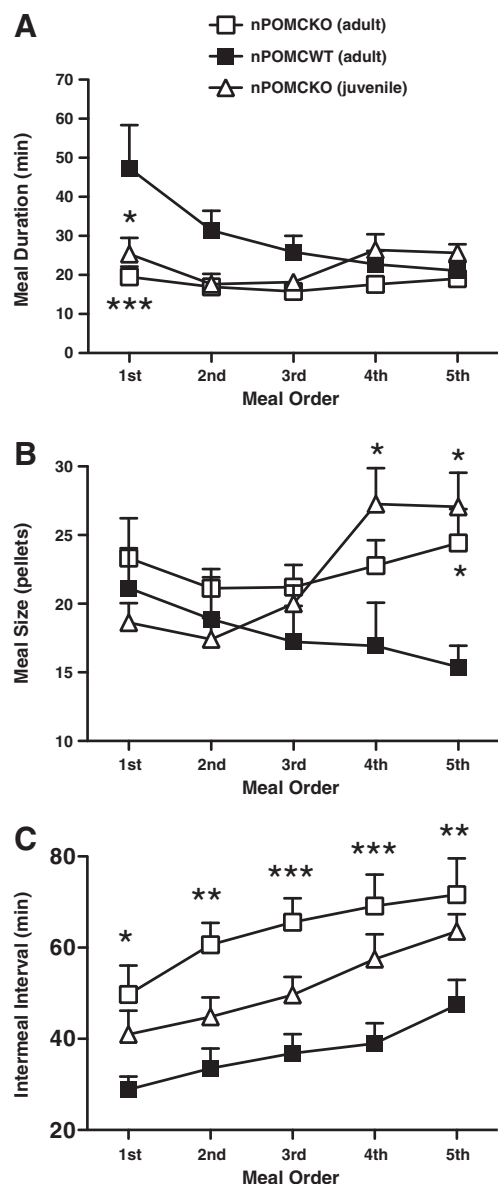 A
nPOMCKO (adult)
nPOMCWT (adult)
nPOMCKO (juvenile)
70
60
50
40
30
20
10
0
Meal Duration (min)
*
***
1st 2nd 3rd 4th 5th
Meal Order
B
30
25
20
15
10
Meal Size (pellets)
* *
*
1st 2nd 3rd 4th 5th
Meal Order
C
80
60
40
20
Intermeal Interval (min)
* ** *** *** **
1st 2nd 3rd 4th 5th
Meal Order